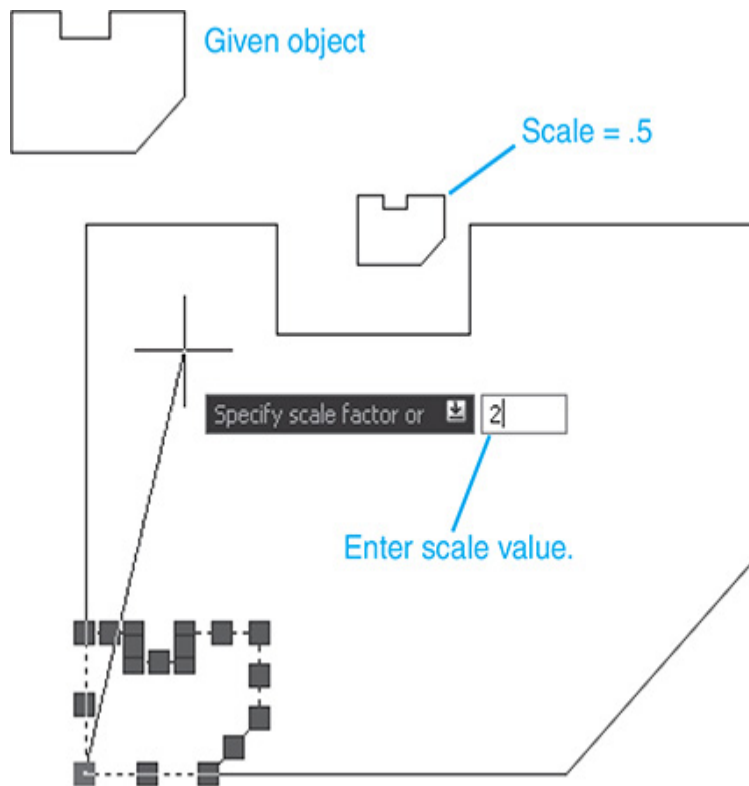 Given object
Scale = .5
Specify scale factor or 2
Enter scale value.